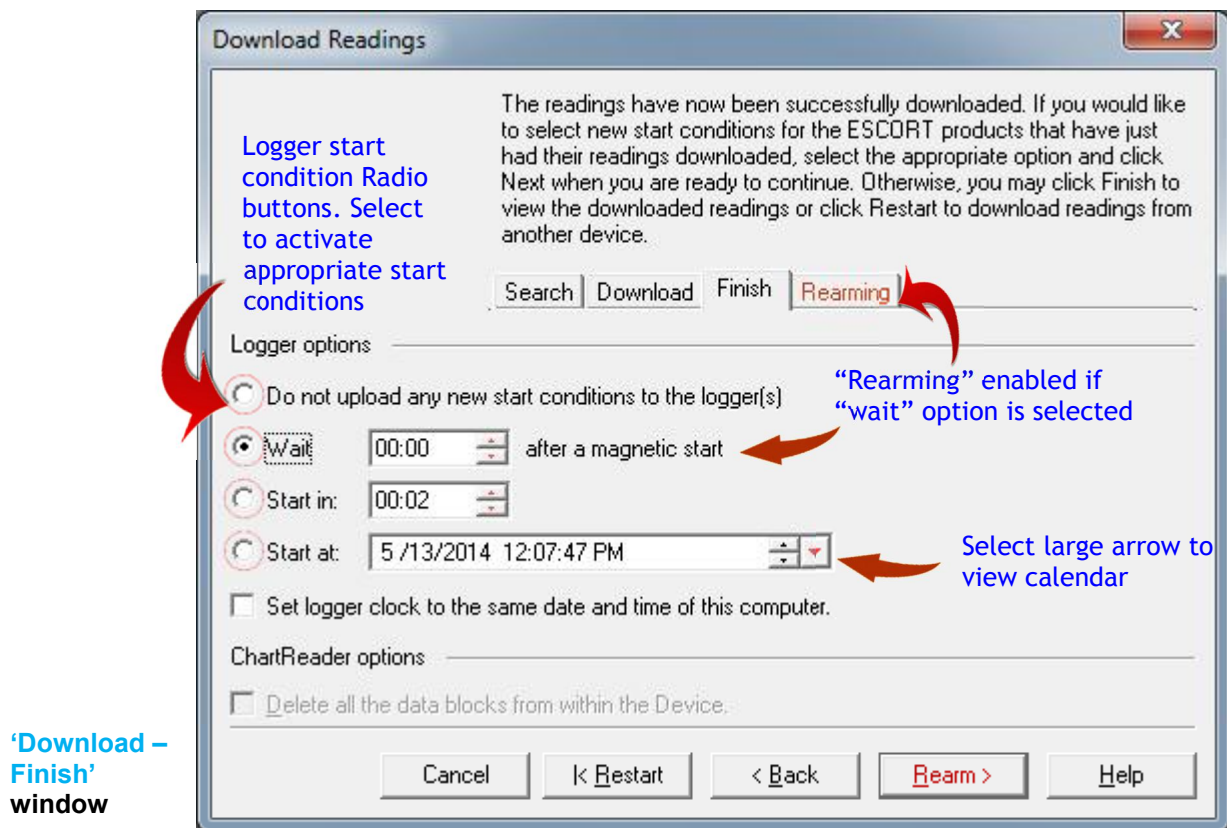 Download Readings
The readings have now been successfully downloaded. If you would like
to select new start conditions for the ESCORT products that have just
had their readings downloaded, select the appropriate option and click
Next when you are ready to continue. Otherwise, you may click Finish to
view the downloaded readings or click Restart to download readings from
another device.
Logger start
condition Radio
buttons. Select
to activate
appropriate start
conditions
Search Download Finish Rearming
Logger options
Do not upload any new start conditions to the logger(s)
“Rearming” enabled if
“wait” option is selected
Wait 00:00 after a magnetic start
Start in: 00:02
Start at: 5 /13/2014 12:07:47 PM
Select large arrow to
view calendar
Set logger clock to the same date and time of this computer.
ChartReader options
Delete all the data blocks from within the Device.
Cancel |< Restart < Back Rearm > Help
‘Download –
Finish’
window